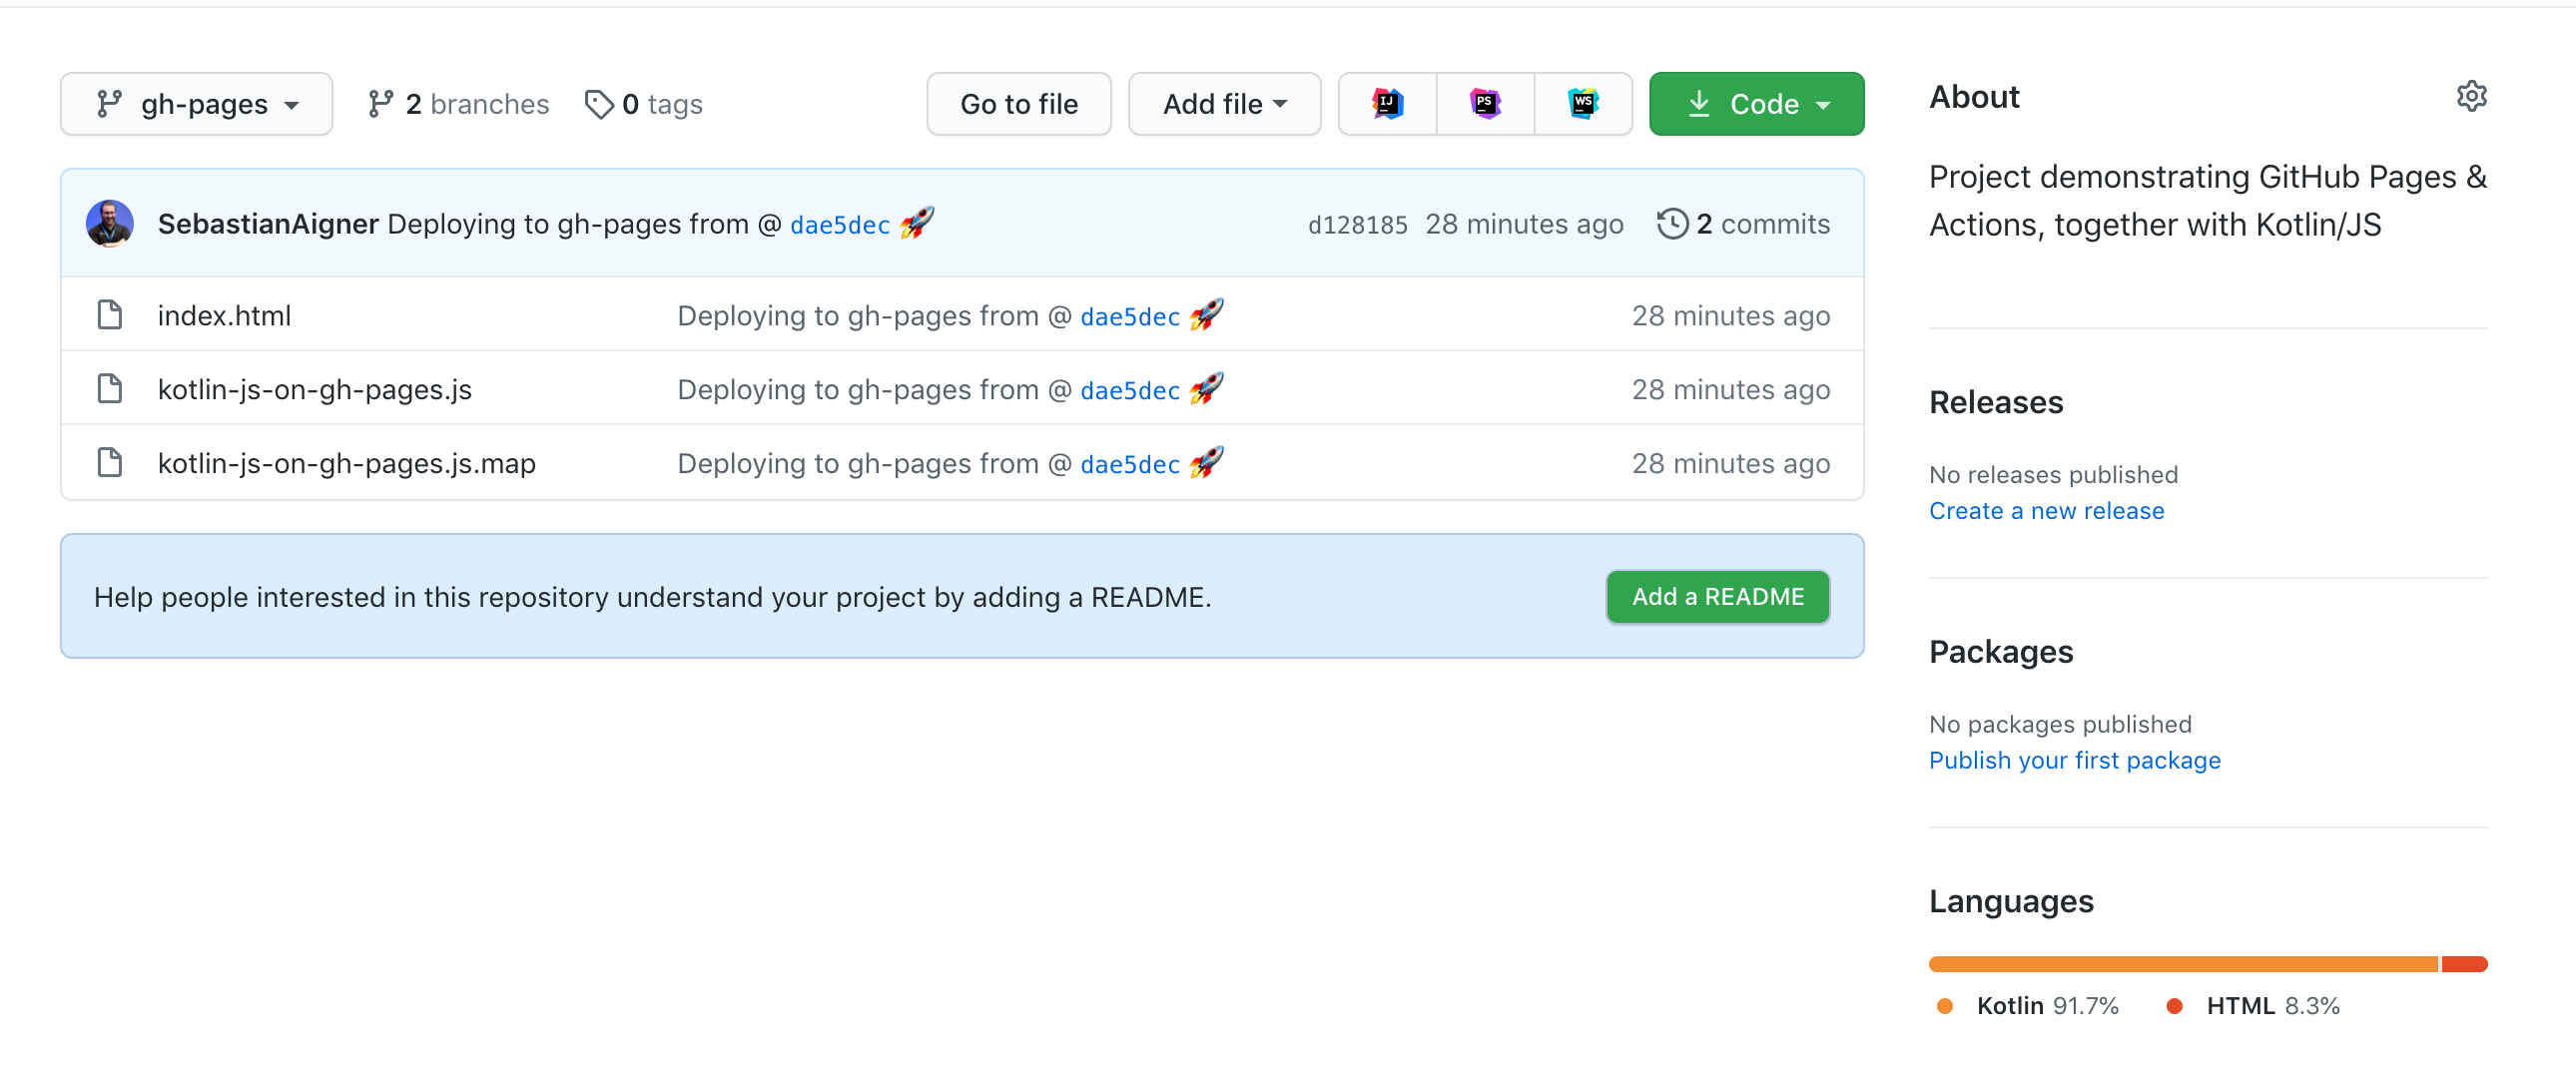 gh-pages 2 branches 0 tags Go to file Add file IJ PS WS Code
SebastianAigner Deploying to gh-pages from @ dae5dec 🚀 d128185 28 minutes ago 2 commits
index.html Deploying to gh-pages from @ dae5dec 🚀 28 minutes ago
kotlin-js-on-gh-pages.js Deploying to gh-pages from @ dae5dec 🚀 28 minutes ago
kotlin-js-on-gh-pages.js.map Deploying to gh-pages from @ dae5dec 🚀 28 minutes ago
Help people interested in this repository understand your project by adding a README. Add a README
About
Project demonstrating GitHub Pages &
Actions, together with Kotlin/JS
Releases
No releases published
Create a new release
Packages
No packages published
Publish your first package
Languages
Kotlin 91.7% HTML 8.3%